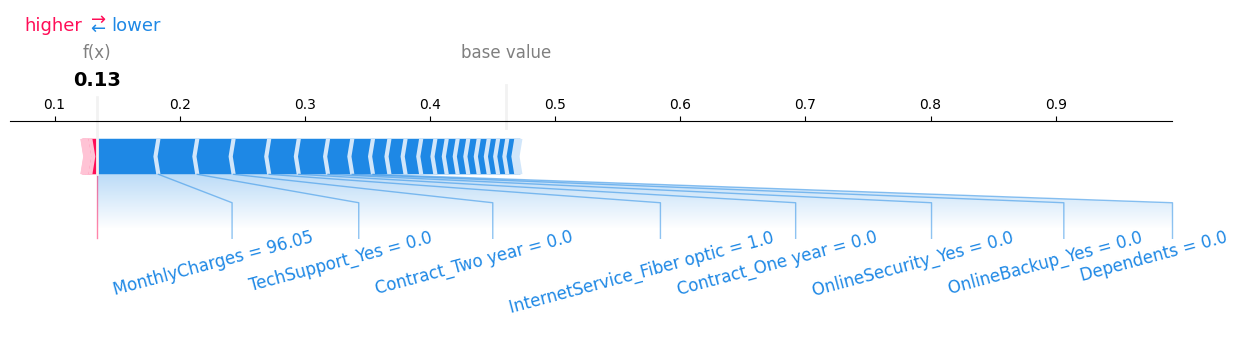 higher ⇄ lower
f(x)
base value
0.13
0.1 0.2 0.3 0.4 0.5 0.6 0.7 0.8 0.9
MonthlyCharges = 96.05
TechSupport_Yes = 0.0
Contract_Two year = 0.0
InternetService_Fiber optic = 1.0
Contract_One year = 0.0
OnlineSecurity_Yes = 0.0
OnlineBackup_Yes = 0.0
Dependents = 0.0